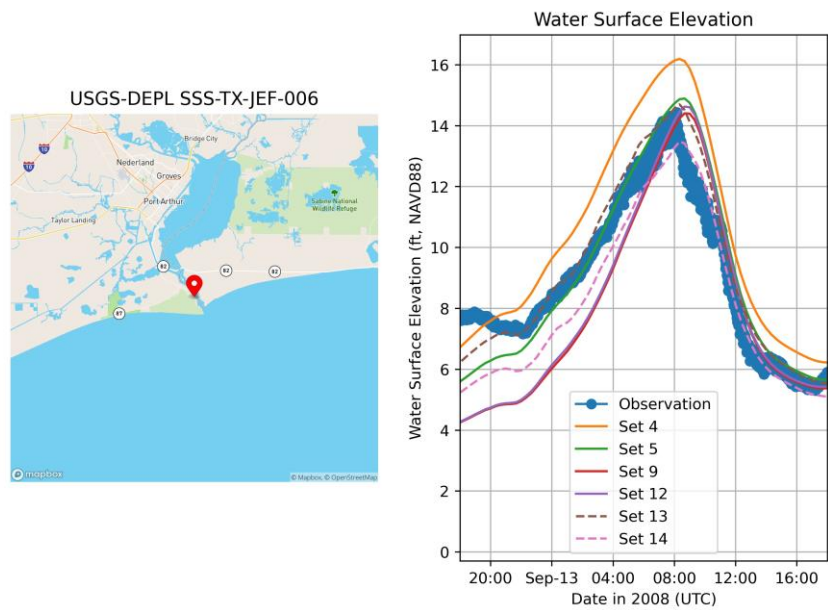 USGS-DEPL SSS-TX-JEF-006
Bridge City
Nederland
Groves
Port Arthur
Taylor Landing
Sabine National
Wildlife Refuge
10
10
82
82
82
87
mapbox
© Mapbox, © OpenStreetMap
Water Surface Elevation
Water Surface Elevation (ft, NAVD88)
16
14
12
10
8
6
4
2
0
Observation
Set 4
Set 5
Set 9
Set 12
Set 13
Set 14
20:00 Sep-13 04:00 08:00 12:00 16:00
Date in 2008 (UTC)